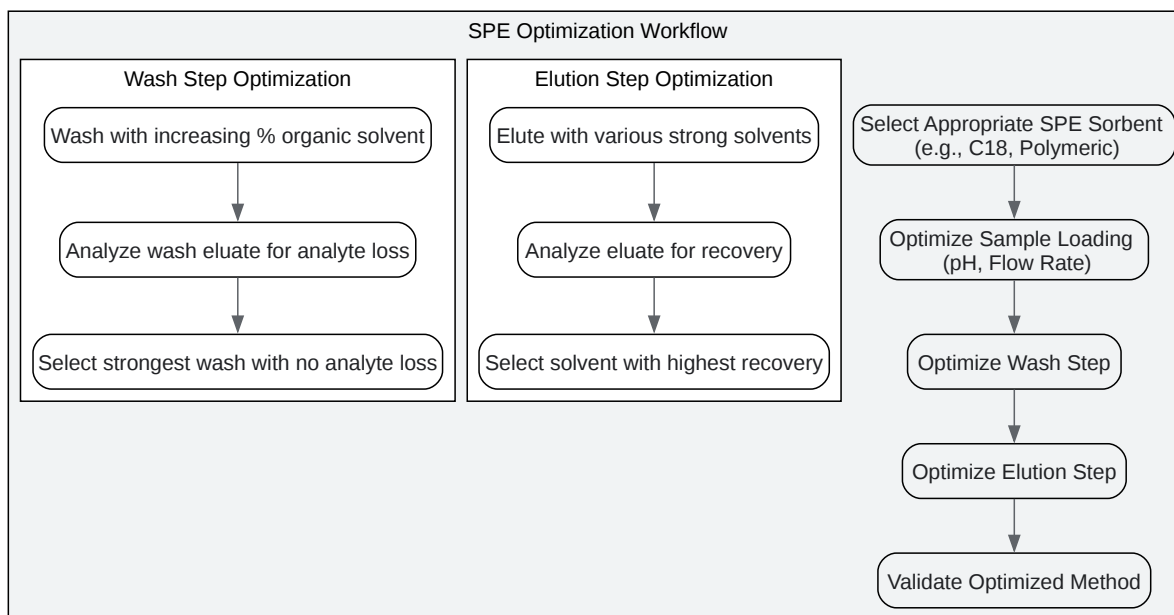 SPE Optimization Workflow
Wash Step Optimization
Wash with increasing % organic solvent
Analyze wash eluate for analyte loss
Select strongest wash with no analyte loss
Elution Step Optimization
Elute with various strong solvents
Analyze eluate for recovery
Select solvent with highest recovery
Select Appropriate SPE Sorbent
(e.g., C18, Polymeric)
Optimize Sample Loading
(pH, Flow Rate)
Optimize Wash Step
Optimize Elution Step
Validate Optimized Method